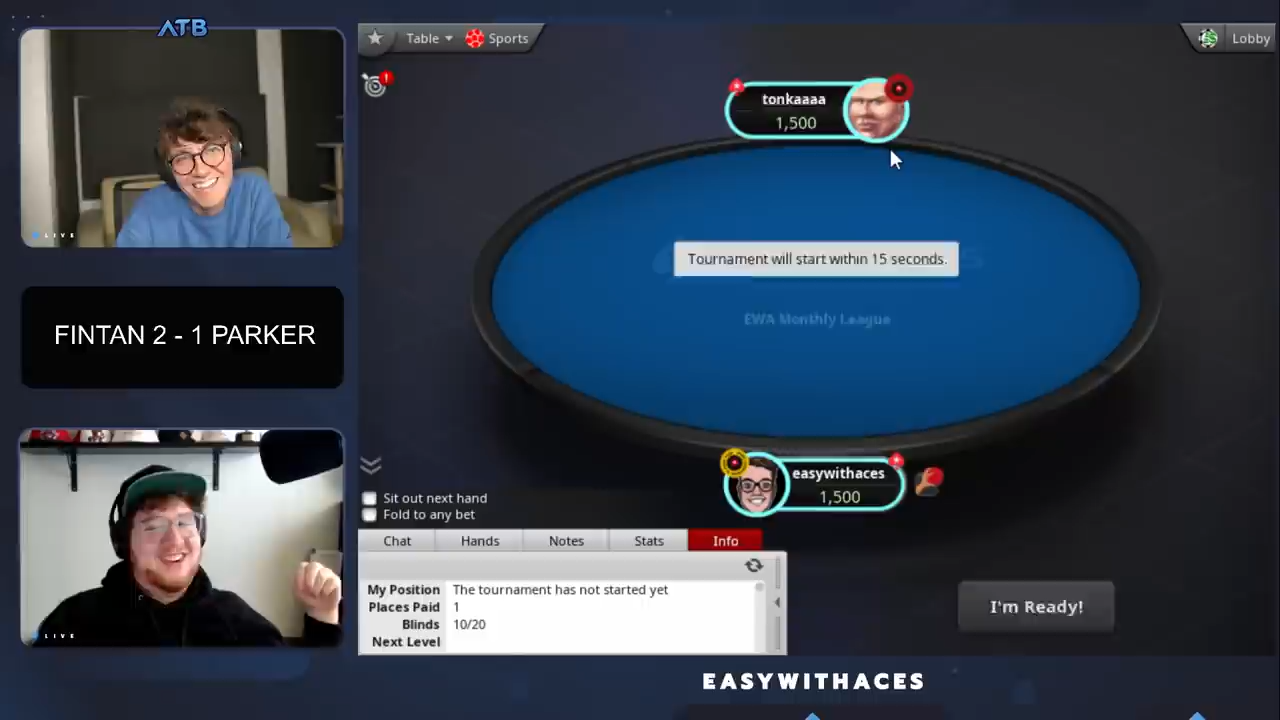 ATB
LIVE
FINTAN 2 - 1 PARKER
LIVE
Table
Sports
Lobby
tonkaaaa
1,500
Tournament will start within 15 seconds.
EWA Monthly League
easywithaces
1,500
Sit out next hand
Fold to any bet
Chat
Hands
Notes
Stats
Info
My Position The tournament has not started yet
Places Paid 1
Blinds 10/20
Next Level
I'm Ready!
EASYWITHACES